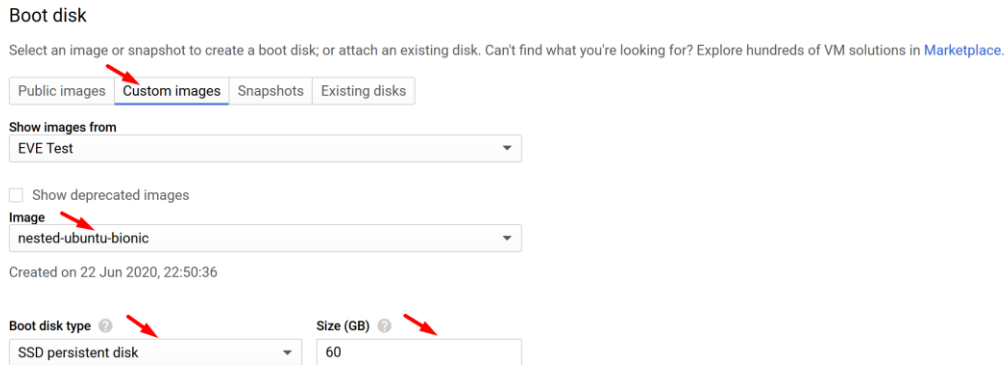 Boot disk
Select an image or snapshot to create a boot disk; or attach an existing disk. Can't find what you're looking for? Explore hundreds of VM solutions in Marketplace.
Public images Custom images Snapshots Existing disks
Show images from
EVE Test
Show deprecated images
Image
nested-ubuntu-bionic
Created on 22 Jun 2020, 22:50:36
Boot disk type ? Size (GB) ?
SSD persistent disk 60